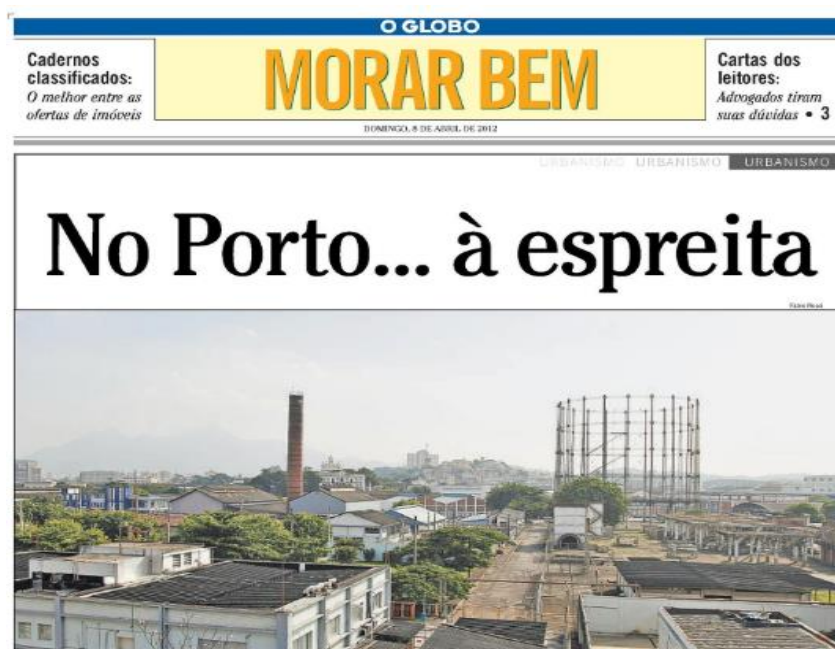 O GLOBO
Cadernos
classificados:
O melhor entre as
ofertas de imóveis
MORAR BEM
Cartas dos
leitores:
Advogados tiram
suas dúvidas • 3
DOMINGO, 8 DE ABRIL DE 2012
URBANISMO URBANISMO URBANISMO
No Porto... à espreita